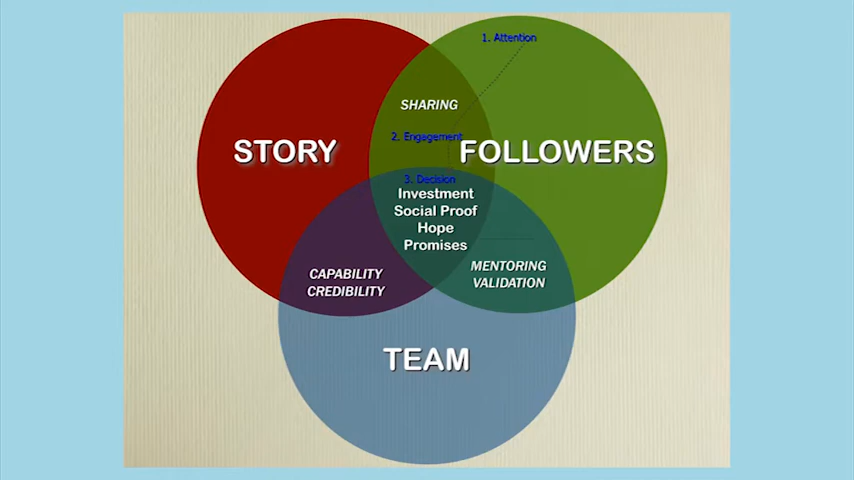 1. Attention
SHARING
2. Engagement
STORY
FOLLOWERS
3. Decision
Investment
Social Proof
Hope
Promises
CAPABILITY
CREDIBILITY
MENTORING
VALIDATION
TEAM